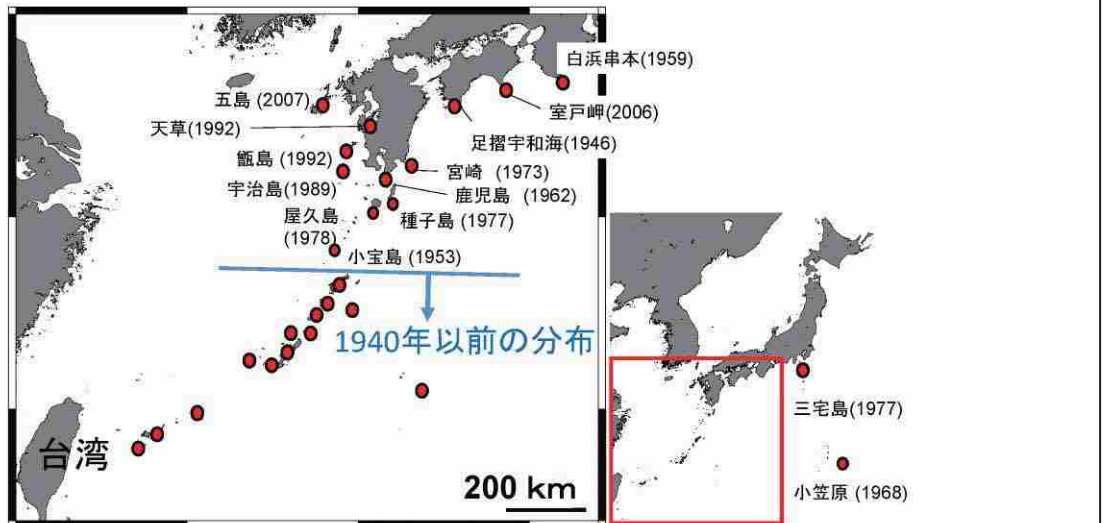 白浜串本(1959)
五島 (2007)
室戸岬(2006)
天草(1992)
足摺宇和海(1946)
甑島 (1992)
宮崎 (1973)
宇治島(1989)
鹿児島 (1962)
屋久島
(1978)
種子島 (1977)
小宝島 (1953)
1940年以前の分布
台湾
200 km
三宅島(1977)
小笠原 (1968)